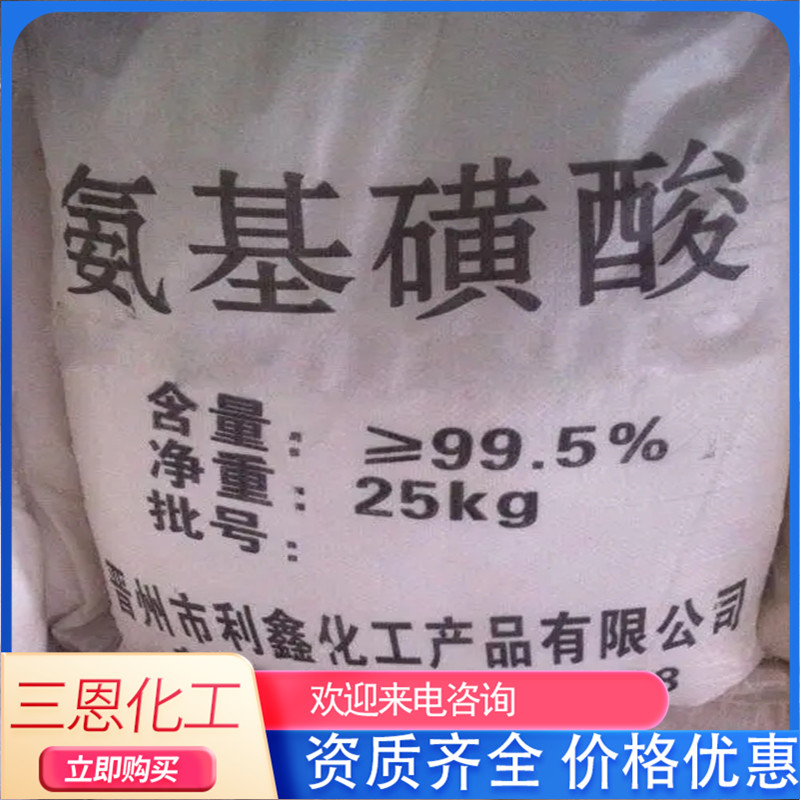 氨基磺酸
含量: ≥99.5%
净重: 25kg
批号:
晋州市利鑫化工产品有限公司
8
三恩化工
欢迎来电咨询
立即购买
资质齐全 价格优惠